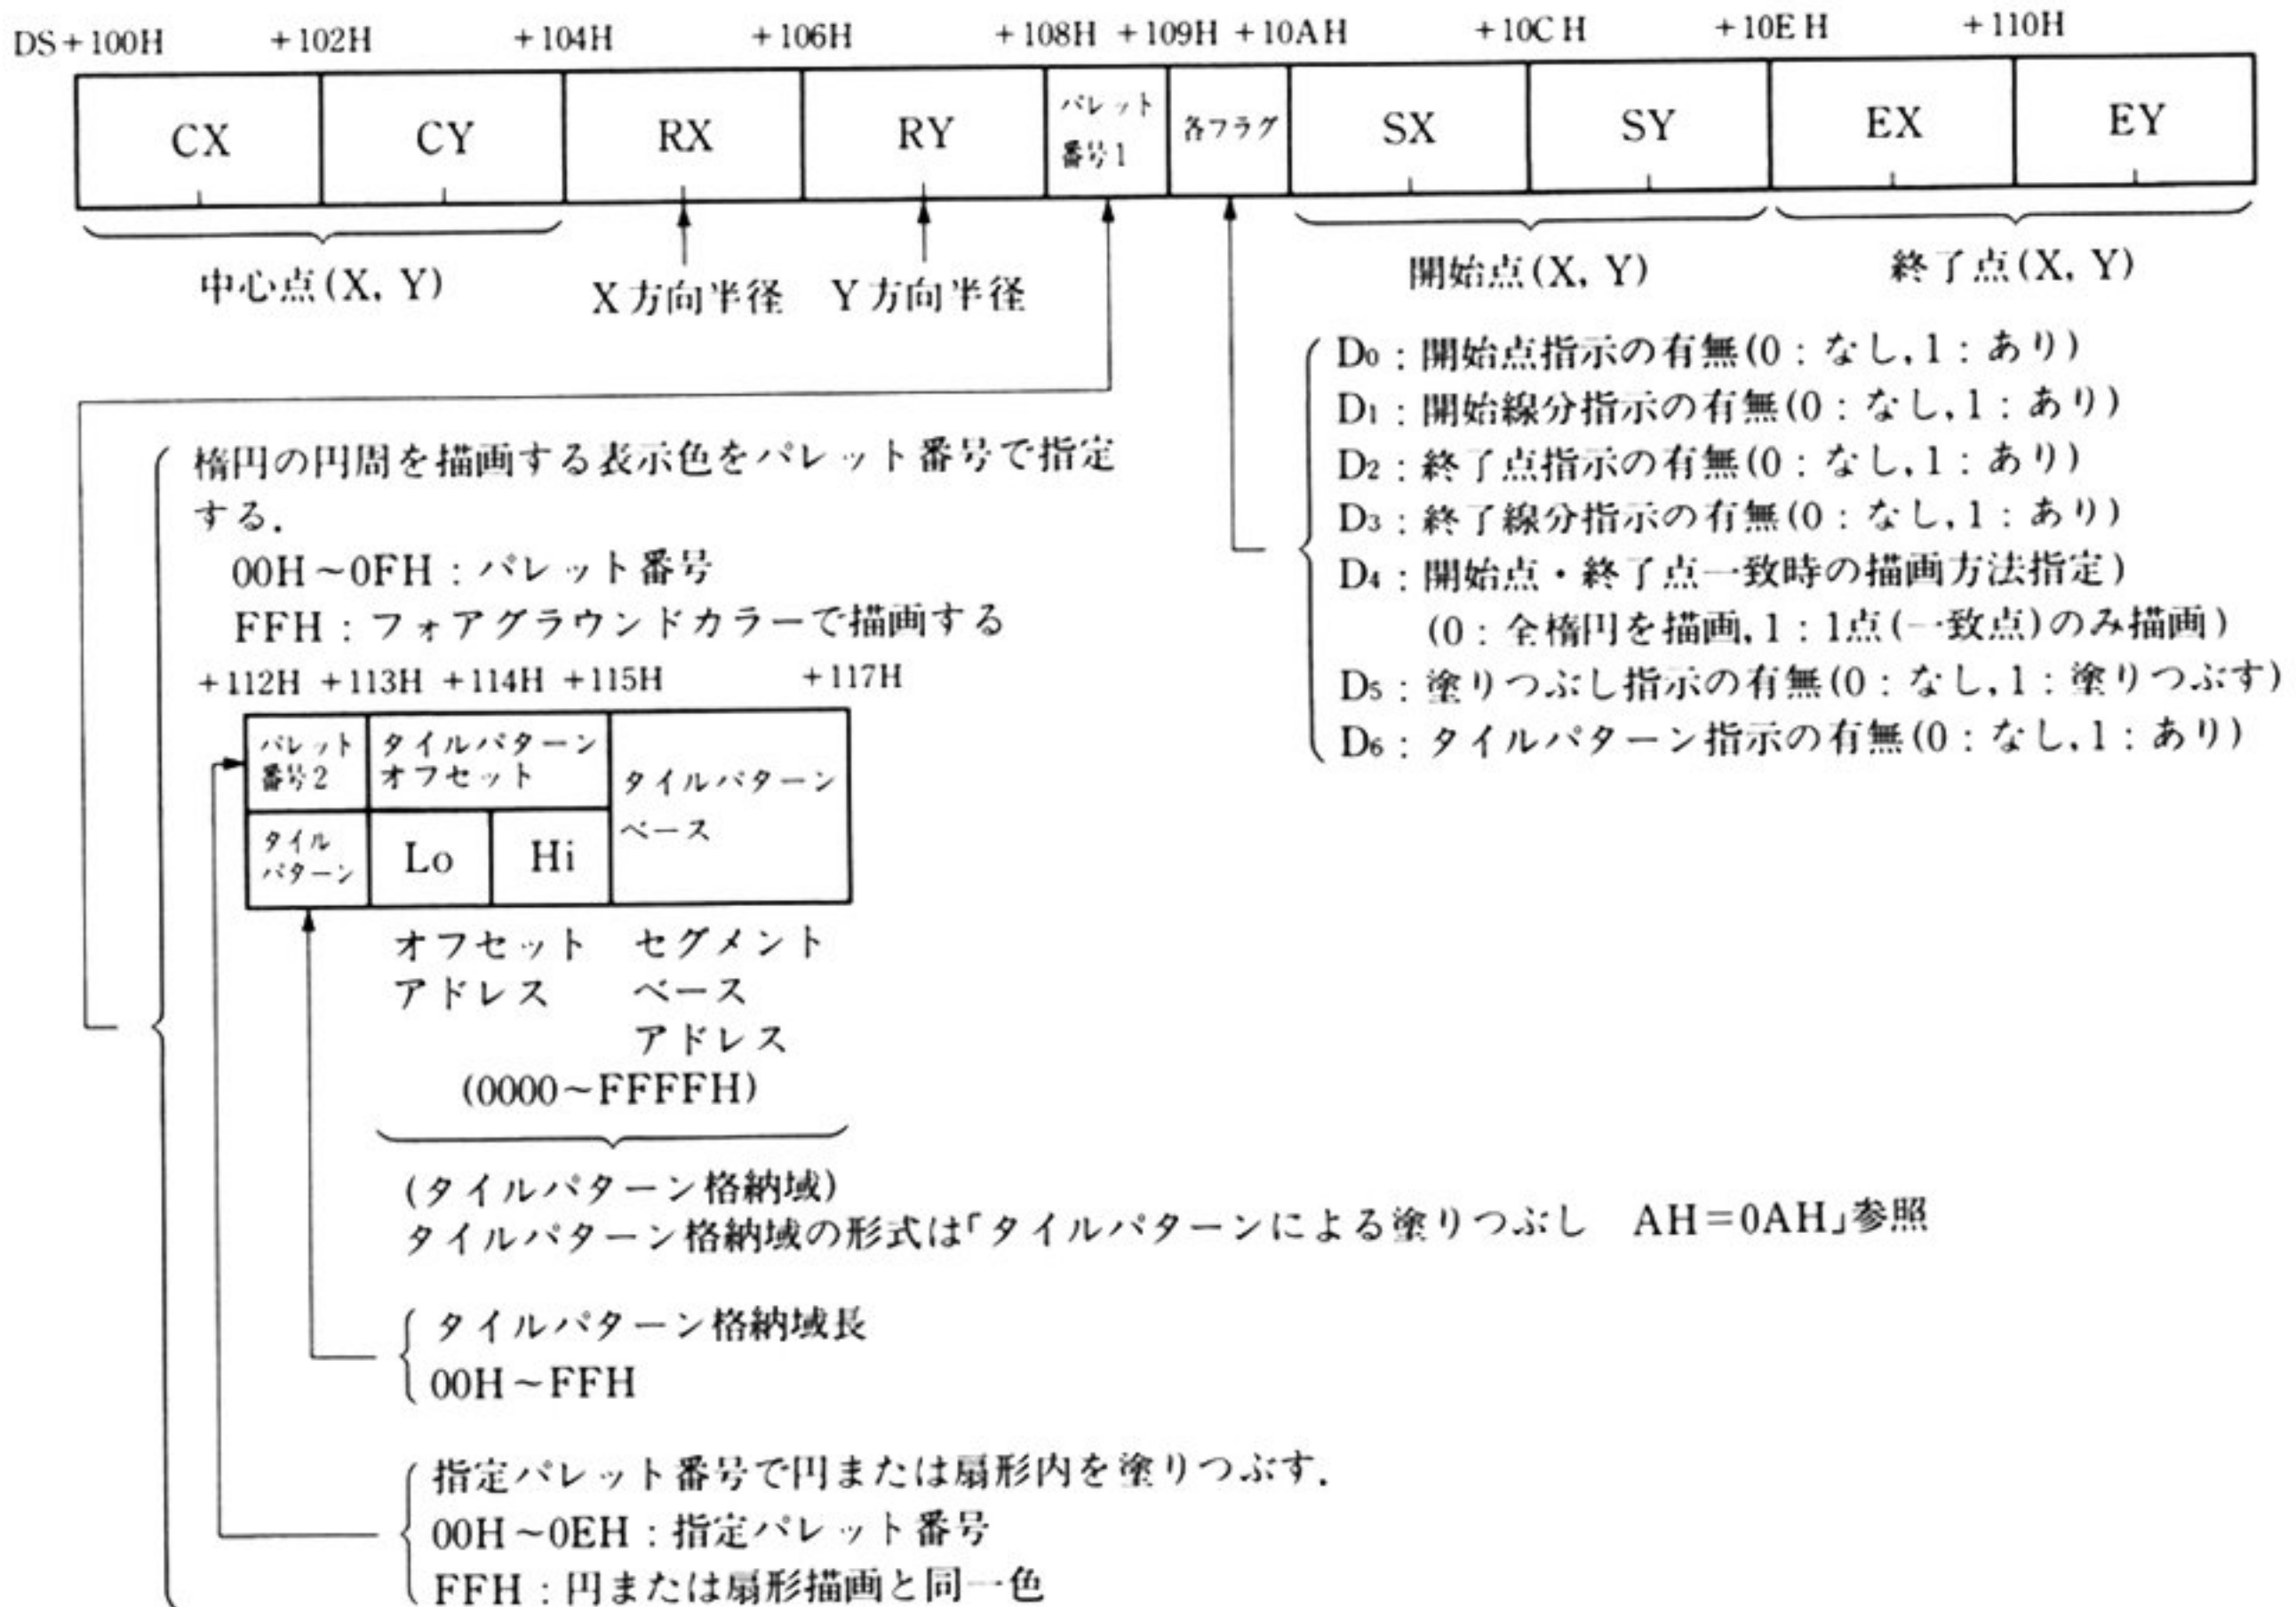 DS+100H +102H +104H +106H +108H +109H +10AH +10CH +10EH +110H
CX CY RX RY パレット番号1 各フラグ SX SY EX EY
中心点(X, Y) X方向半径 Y方向半径 開始点(X, Y) 終了点(X, Y)
D0：開始点指示の有無(0：なし,1：あり)
D1：開始線分指示の有無(0：なし,1：あり)
D2：終了点指示の有無(0：なし,1：あり)
D3：終了線分指示の有無(0：なし,1：あり)
D4：開始点・終了点一致時の描画方法指定)
(0：全楕円を描画,1：1点(一致点)のみ描画)
D5：塗りつぶし指示の有無(0：なし,1：塗りつぶす)
D6：タイルパターン指示の有無(0：なし,1：あり)
楕円の円周を描画する表示色をパレット番号で指定
する.
00H～0FH：パレット番号
FFH：フォアグラウンドカラーで描画する
+112H +113H +114H +115H +117H
パレット番号2
タイルパターン
オフセット
タイルパターン
ベース
タイル
パターン
Lo Hi
オフセット
アドレス
セグメント
ベース
アドレス
(0000～FFFFH)
(タイルパターン格納域)
タイルパターン格納域の形式は「タイルパターンによる塗りつぶし AH=0AH」参照
タイルパターン格納域長
00H～FFH
指定パレット番号で円または扇形内を塗りつぶす.
00H～0EH：指定パレット番号
FFH：円または扇形描画と同一色